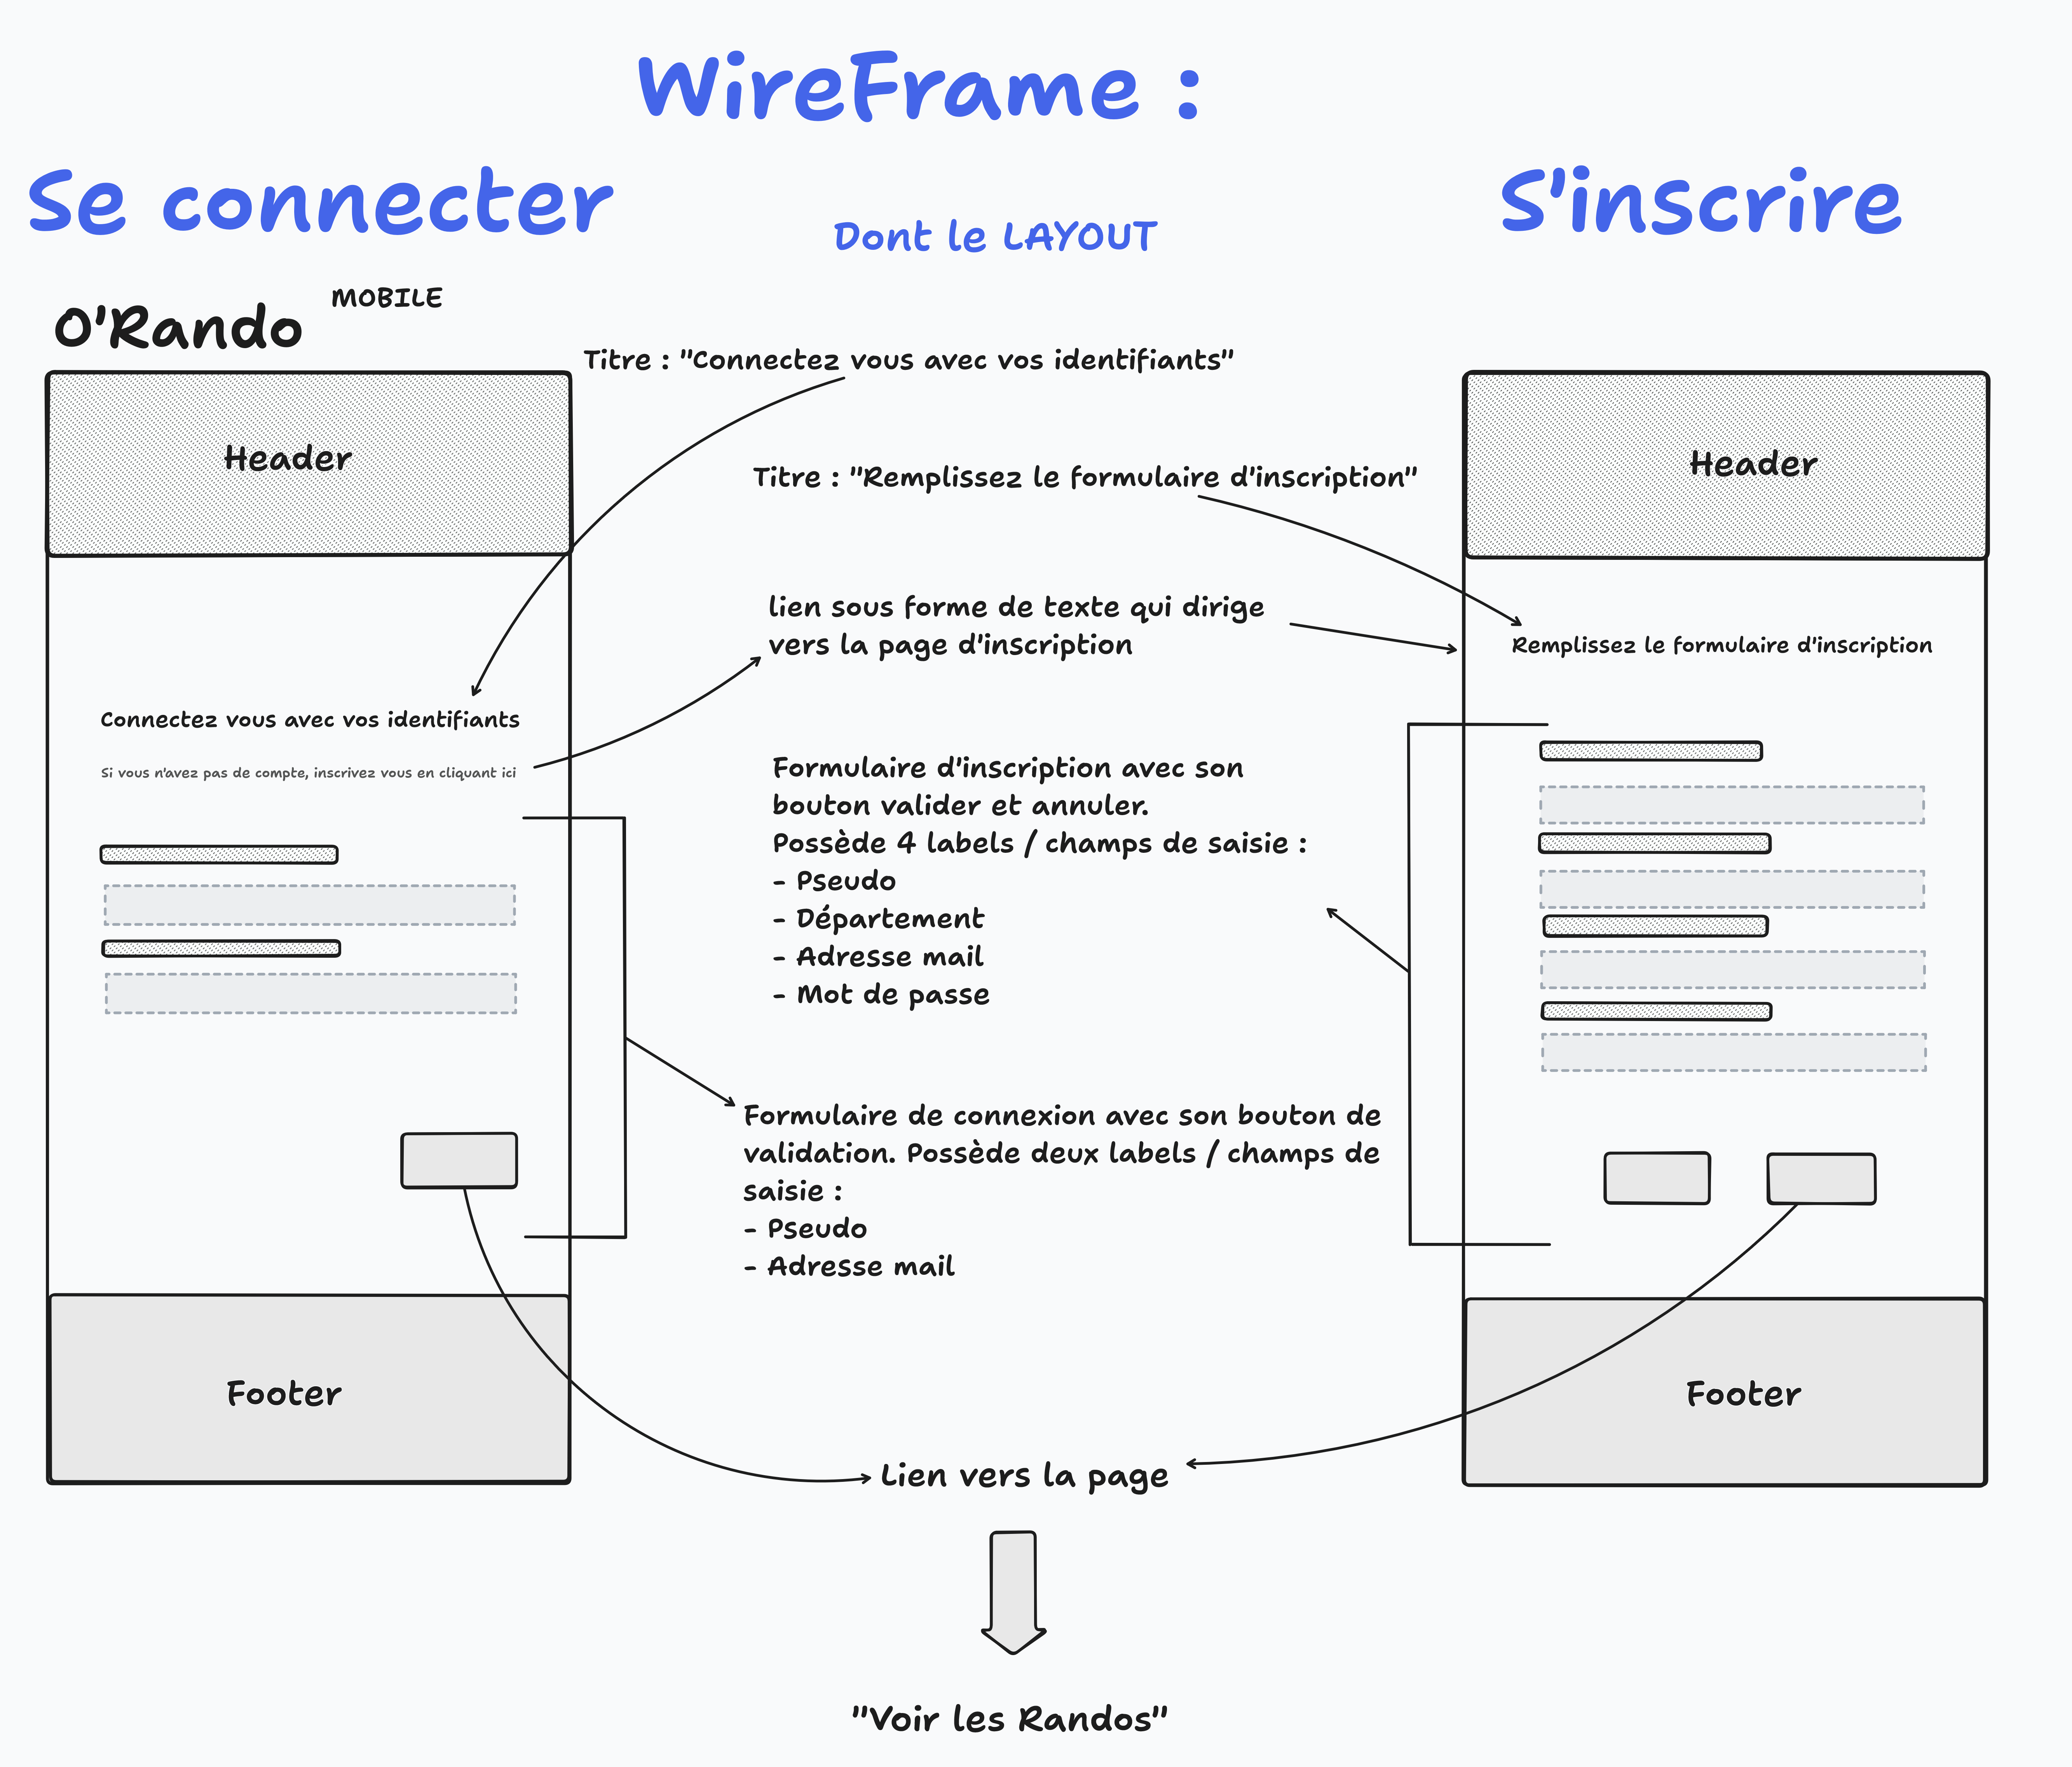 WireFrame :
Se connecter
Dont le LAYOUT
S'inscrire
MOBILE
O'Rando
Titre : "Connectez vous avec vos identifiants"
Header
Header
Titre : "Remplissez le formulaire d'inscription"
lien sous forme de texte qui dirige
vers la page d'inscription
Remplissez le formulaire d'inscription
Connectez vous avec vos identifiants
Si vous n'avez pas de compte, inscrivez vous en cliquant ici
Formulaire d'inscription avec son
bouton valider et annuler.
Possède 4 labels / champs de saisie :
- Pseudo
- Département
- Adresse mail
- Mot de passe
Formulaire de connexion avec son bouton de
validation. Possède deux labels / champs de
saisie :
- Pseudo
- Adresse mail
Footer
Footer
Lien vers la page
"Voir les Randos"